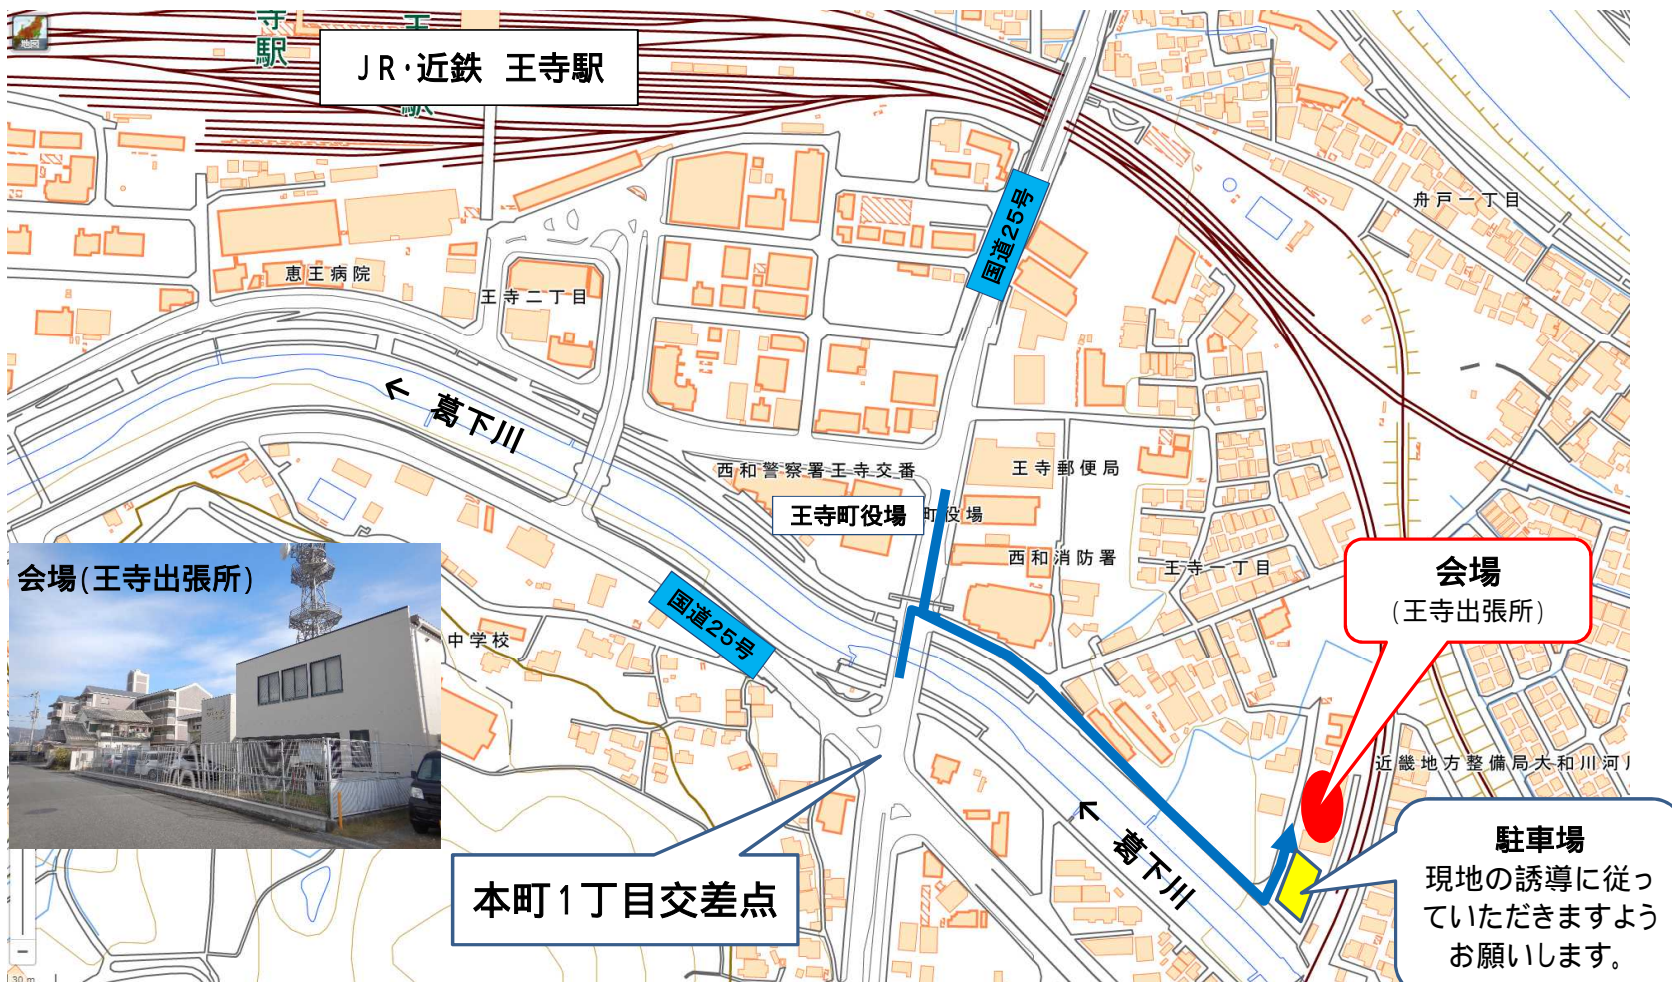 寺駅
JR・近鉄 王寺駅
地図
国道25号
舟戸一丁目
恵王病院
王寺二丁目
← 葛下川
西和警察署王寺交番
王寺郵便局
王寺町役場
町役場
西和消防署
王寺一丁目
会場
(王寺出張所)
会場(王寺出張所)
国道25号
中学校
近畿地方整備局大和川河川
← 葛下川
本町1丁目交差点
駐車場
現地の誘導に従っ
ていただきますよう
お願いします。
30 m